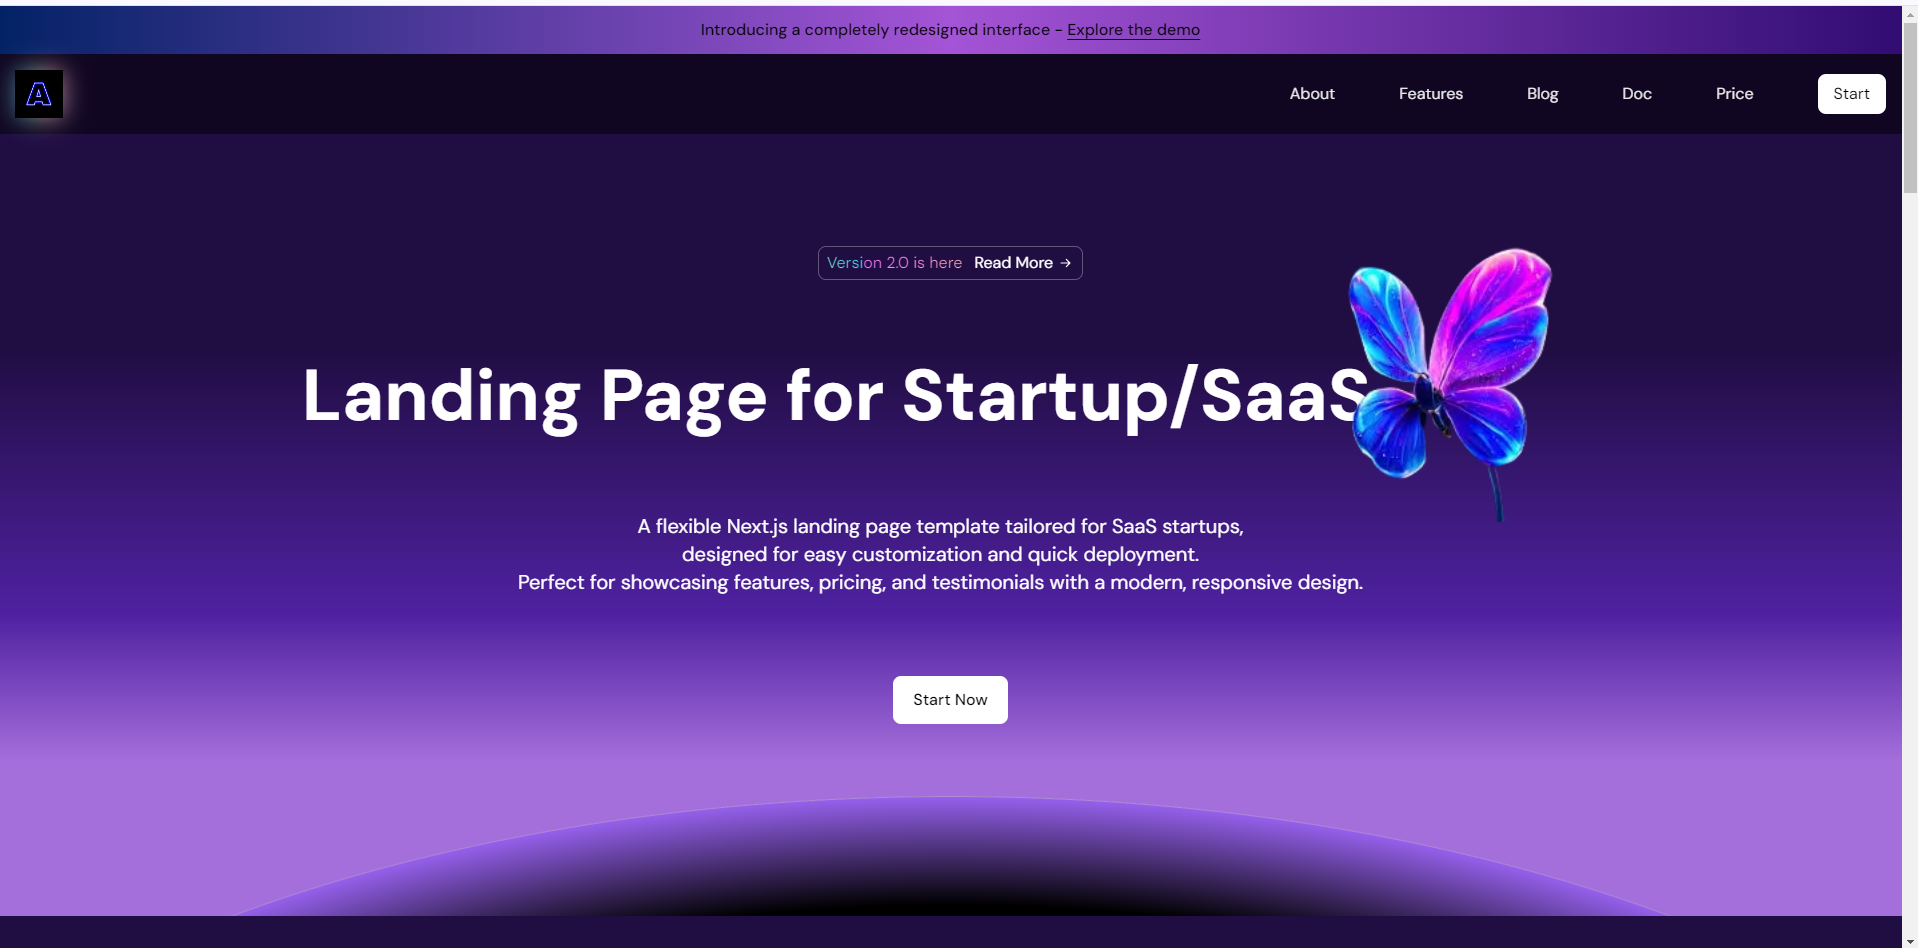 Introducing a completely redesigned interface - Explore the demo
A
About Features Blog Doc Price Start
Version 2.0 is here Read More →
Landing Page for Startup/SaaS
A flexible Next.js landing page template tailored for SaaS startups,
designed for easy customization and quick deployment.
Perfect for showcasing features, pricing, and testimonials with a modern, responsive design.
Start Now